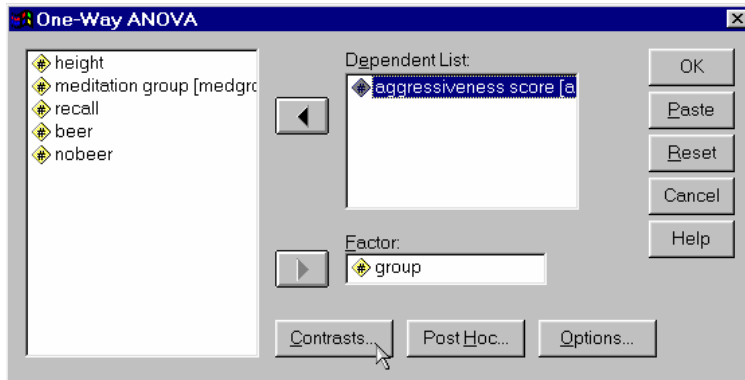 One-Way ANOVA
height
meditation group [medgro
recall
beer
nobeer
Dependent List:
aggressiveness score [a
Factor:
group
OK
Paste
Reset
Cancel
Help
Contrasts...
Post Hoc...
Options...